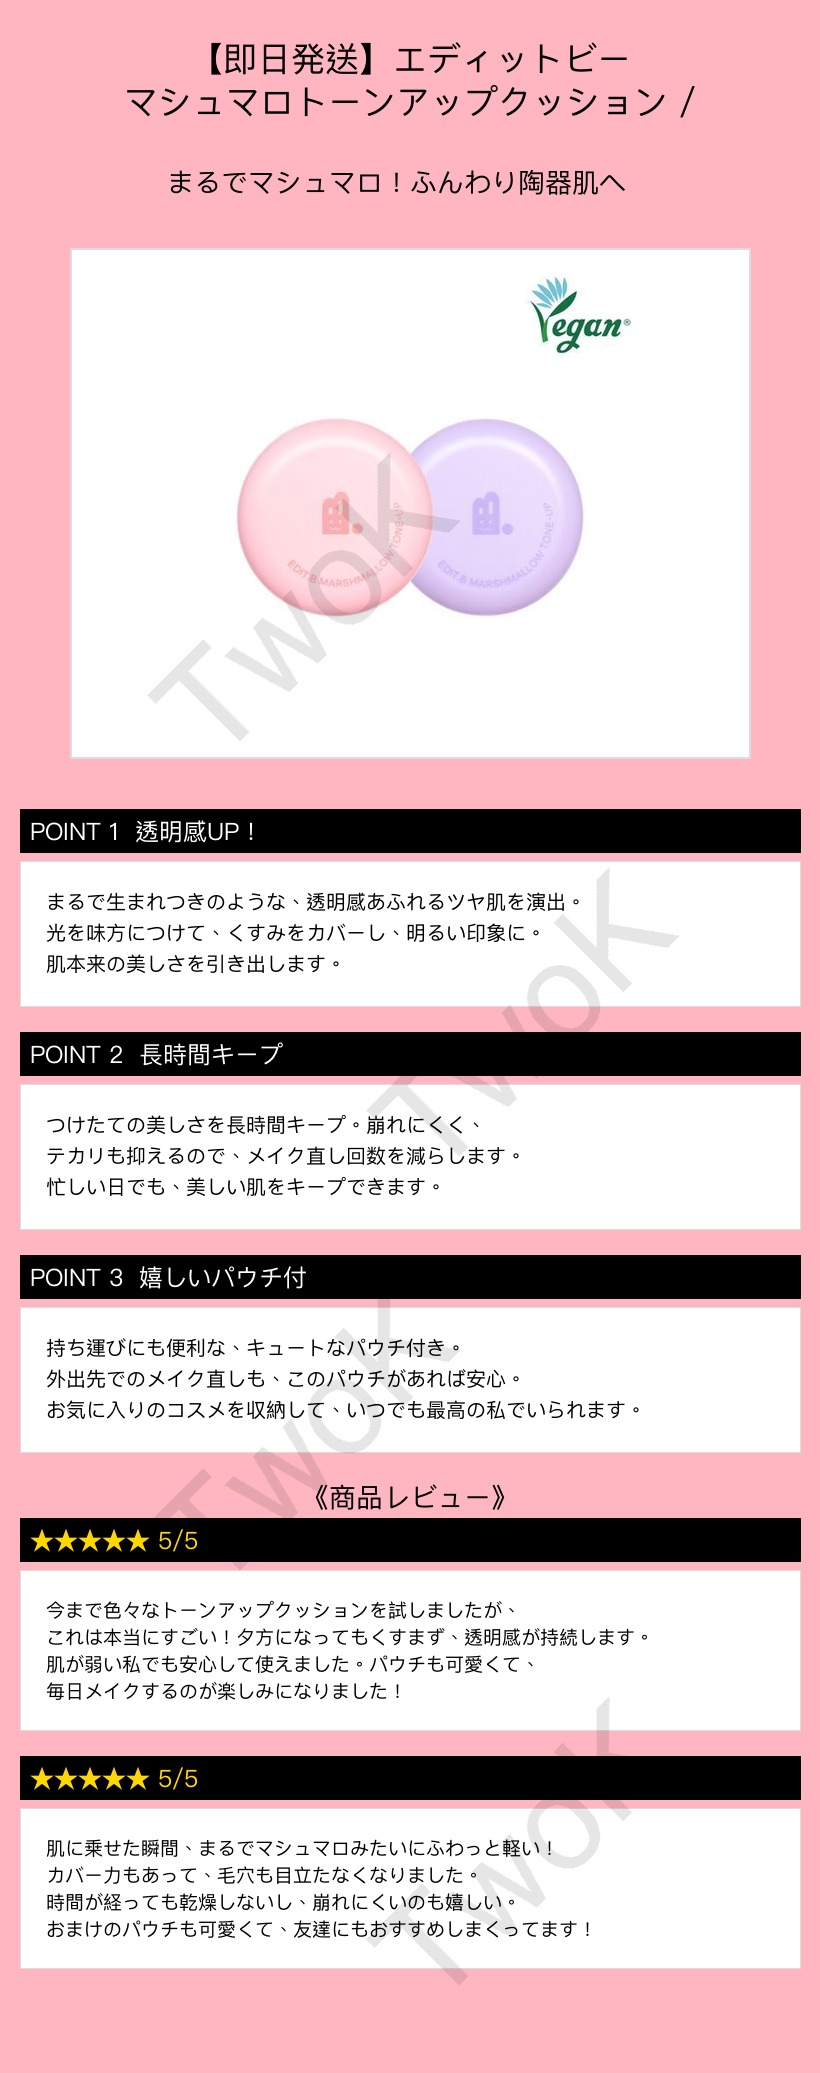 【即日発送】エディットビー
マシュマロトーンアップクッション /
まるでマシュマロ！ふんわり陶器肌へ
Vegan®
EDIT.B MARSHMALLOW TONE-UP
EDIT.B MARSHMALLOW TONE-UP
TwoK
POINT 1 透明感UP！
まるで生まれつきのような、透明感あふれるツヤ肌を演出。
光を味方につけて、くすみをカバーし、明るい印象に。
肌本来の美しさを引き出します。
TwoK
POINT 2 長時間キープ
つけたての美しさを長時間キープ。崩れにくく、
テカリも抑えるので、メイク直し回数を減らします。
忙しい日でも、美しい肌をキープできます。
POINT 3 嬉しいパウチ付
持ち運びにも便利な、キュートなパウチ付き。
外出先でのメイク直しも、このパウチがあれば安心。
お気に入りのコスメを収納して、いつでも最高の私でいられます。
TwoK
《商品レビュー》
★★★★★ 5/5
今まで色々なトーンアップクッションを試しましたが、
これは本当にすごい！夕方になってもくすまず、透明感が持続します。
肌が弱い私でも安心して使えました。パウチも可愛くて、
毎日メイクするのが楽しみになりました！
★★★★★ 5/5
肌に乗せた瞬間、まるでマシュマロみたいにふわっと軽い！
カバー力もあって、毛穴も目立たなくなりました。
時間が経っても乾燥しないし、崩れにくいのも嬉しい。
おまけのパウチも可愛くて、友達にもおすすめしまくってます！
TwoK